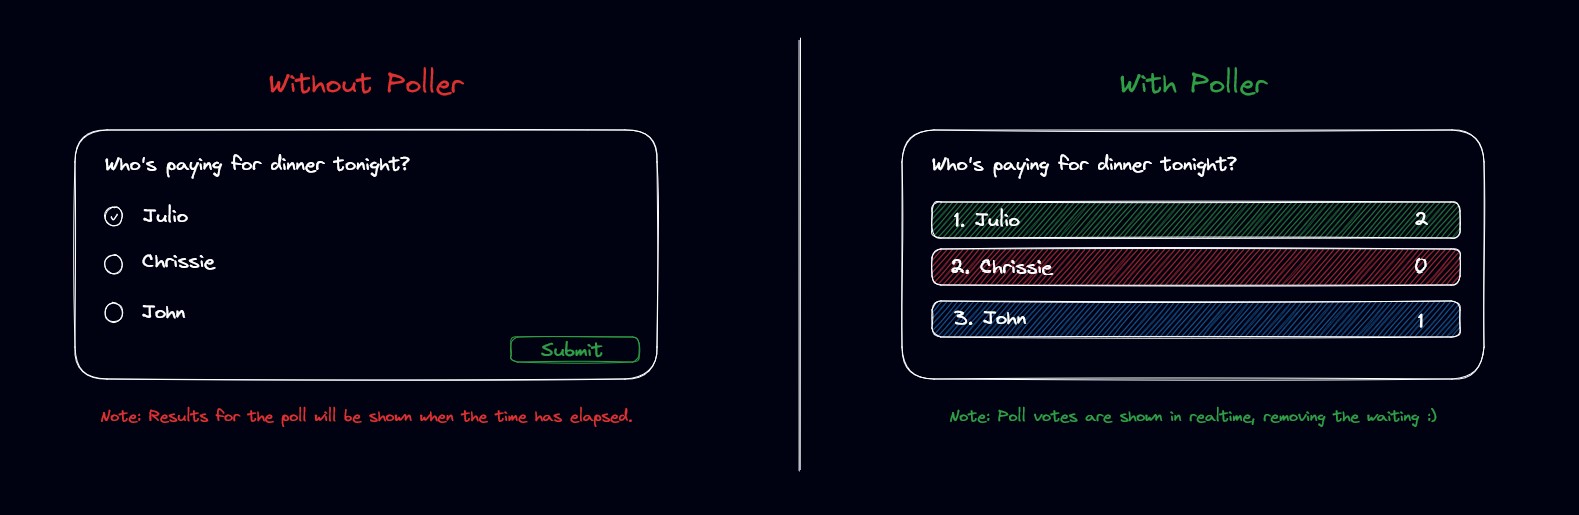 Without Poller
Who's paying for dinner tonight?
Julio
Chrissie
John
Submit
Note: Results for the poll will be shown when the time has elapsed.
With Poller
Who's paying for dinner tonight?
1. Julio 2
2. Chrissie 0
3. John 1
Note: Poll votes are shown in realtime, removing the waiting :)